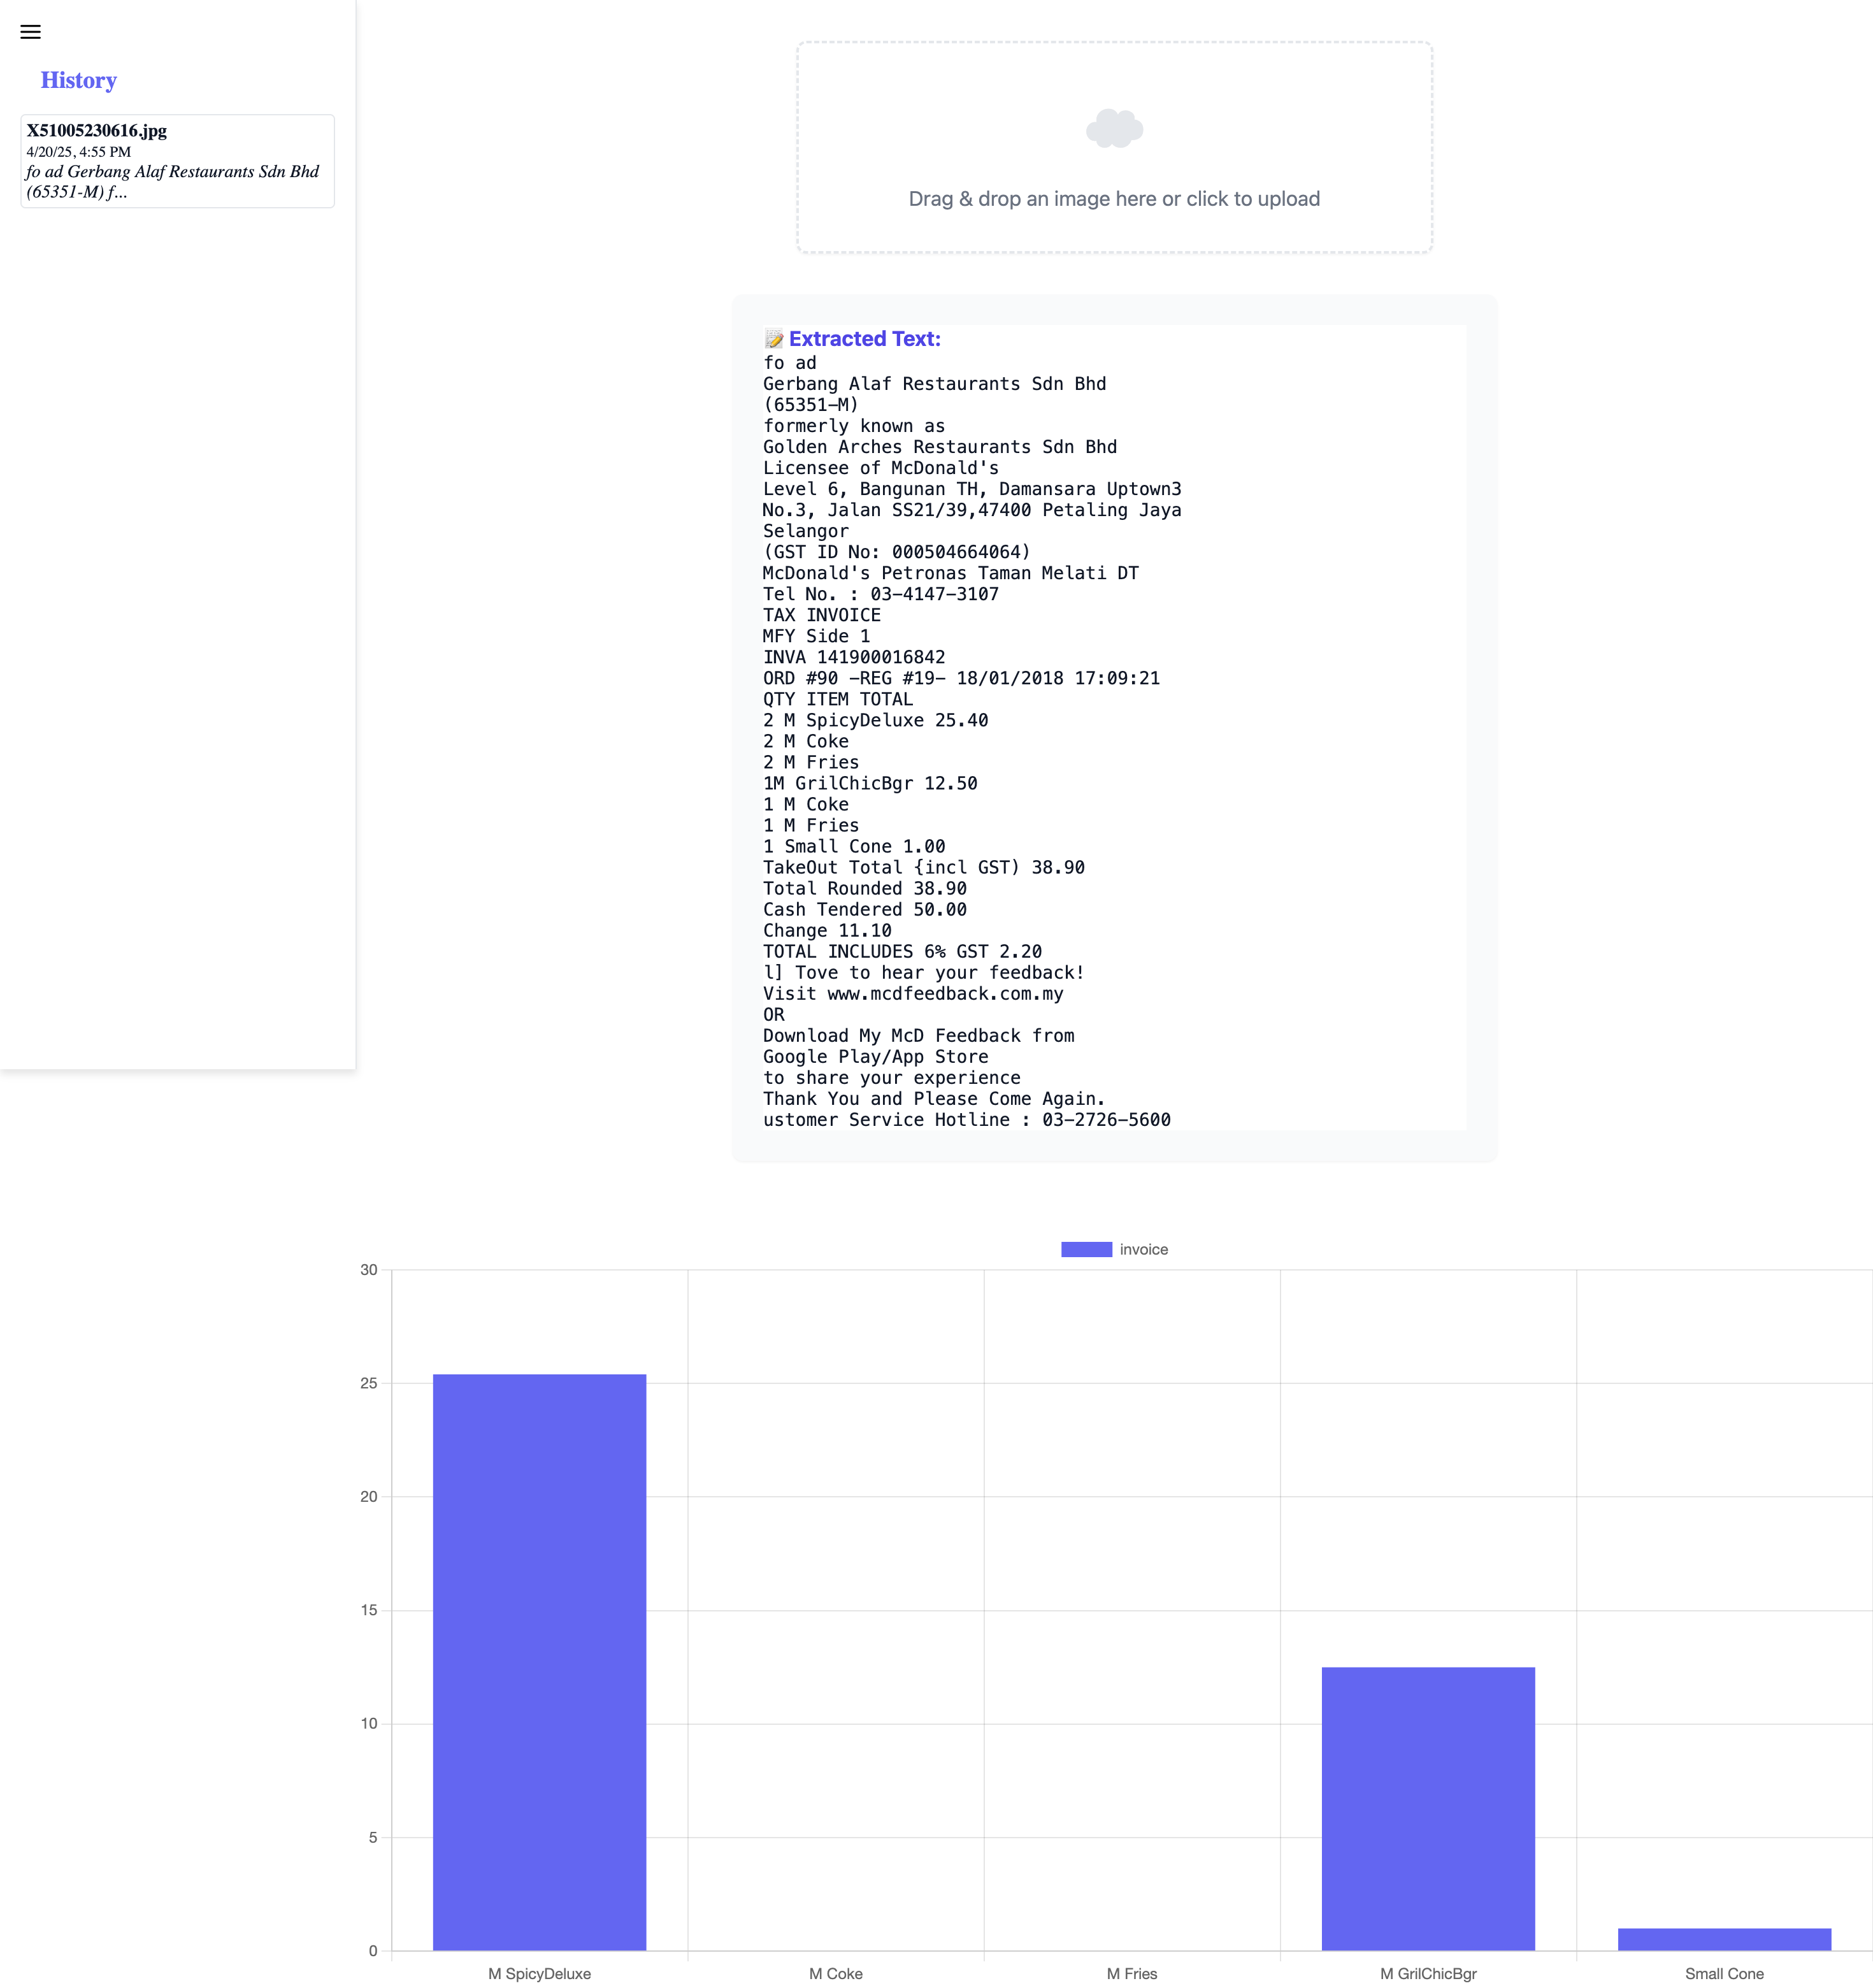 History
X51005230616.jpg
4/20/25, 4:55 PM
fo ad Gerbang Alaf Restaurants Sdn Bhd
(65351-M) f...
Drag & drop an image here or click to upload
📝 Extracted Text:
fo ad
Gerbang Alaf Restaurants Sdn Bhd
(65351-M)
formerly known as
Golden Arches Restaurants Sdn Bhd
Licensee of McDonald's
Level 6, Bangunan TH, Damansara Uptown3
No.3, Jalan SS21/39,47400 Petaling Jaya
Selangor
(GST ID No: 000504664064)
McDonald's Petronas Taman Melati DT
Tel No. : 03-4147-3107
TAX INVOICE
MFY Side 1
INVA 141900016842
ORD #90 -REG #19- 18/01/2018 17:09:21
QTY ITEM TOTAL
2 M SpicyDeluxe 25.40
2 M Coke
2 M Fries
1M GrilChicBgr 12.50
1 M Coke
1 M Fries
1 Small Cone 1.00
TakeOut Total {incl GST) 38.90
Total Rounded 38.90
Cash Tendered 50.00
Change 11.10
TOTAL INCLUDES 6% GST 2.20
l] Tove to hear your feedback!
Visit www.mcdfeedback.com.my
OR
Download My McD Feedback from
Google Play/App Store
to share your experience
Thank You and Please Come Again.
ustomer Service Hotline : 03-2726-5600
invoice
30
25
20
15
10
5
0
M SpicyDeluxe M Coke M Fries M GrilChicBgr Small Cone